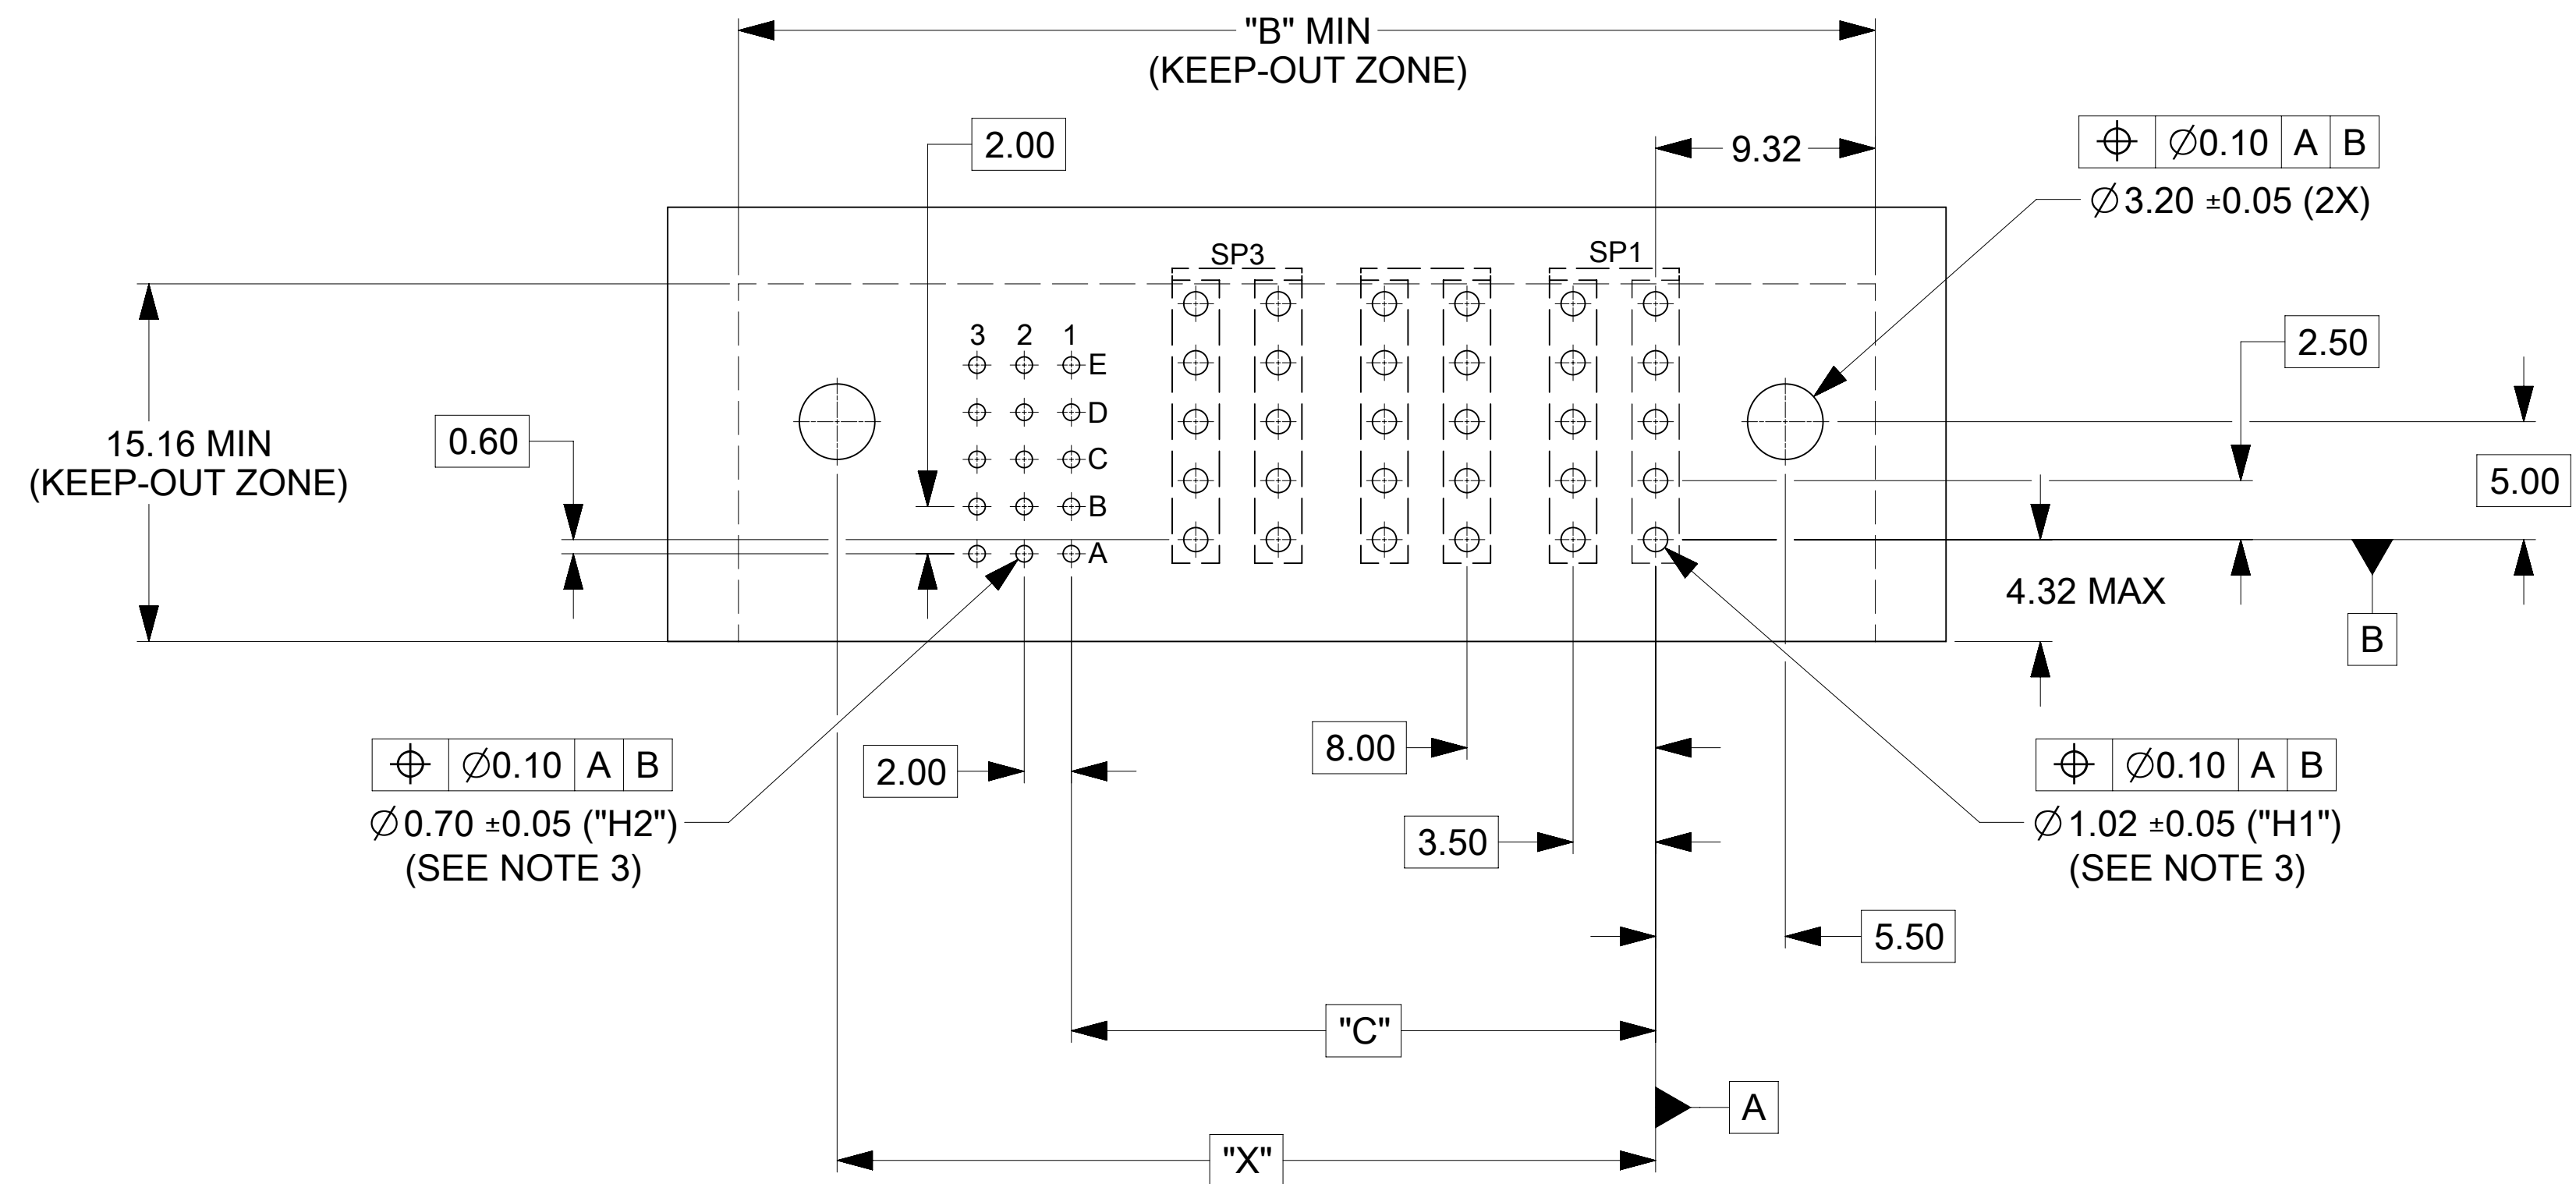 "B" MIN
(KEEP-OUT ZONE)
2.00
9.32
⌖ ∅0.10 A B
∅3.20 ±0.05 (2X)
SP3
SP1
3 2 1
E
D
C
B
A
2.50
5.00
15.16 MIN
(KEEP-OUT ZONE)
0.60
4.32 MAX
B
⌖ ∅0.10 A B
∅0.70 ±0.05 ("H2")
(SEE NOTE 3)
2.00
8.00
3.50
⌖ ∅0.10 A B
∅1.02 ±0.05 ("H1")
(SEE NOTE 3)
5.50
"C"
A
"X"